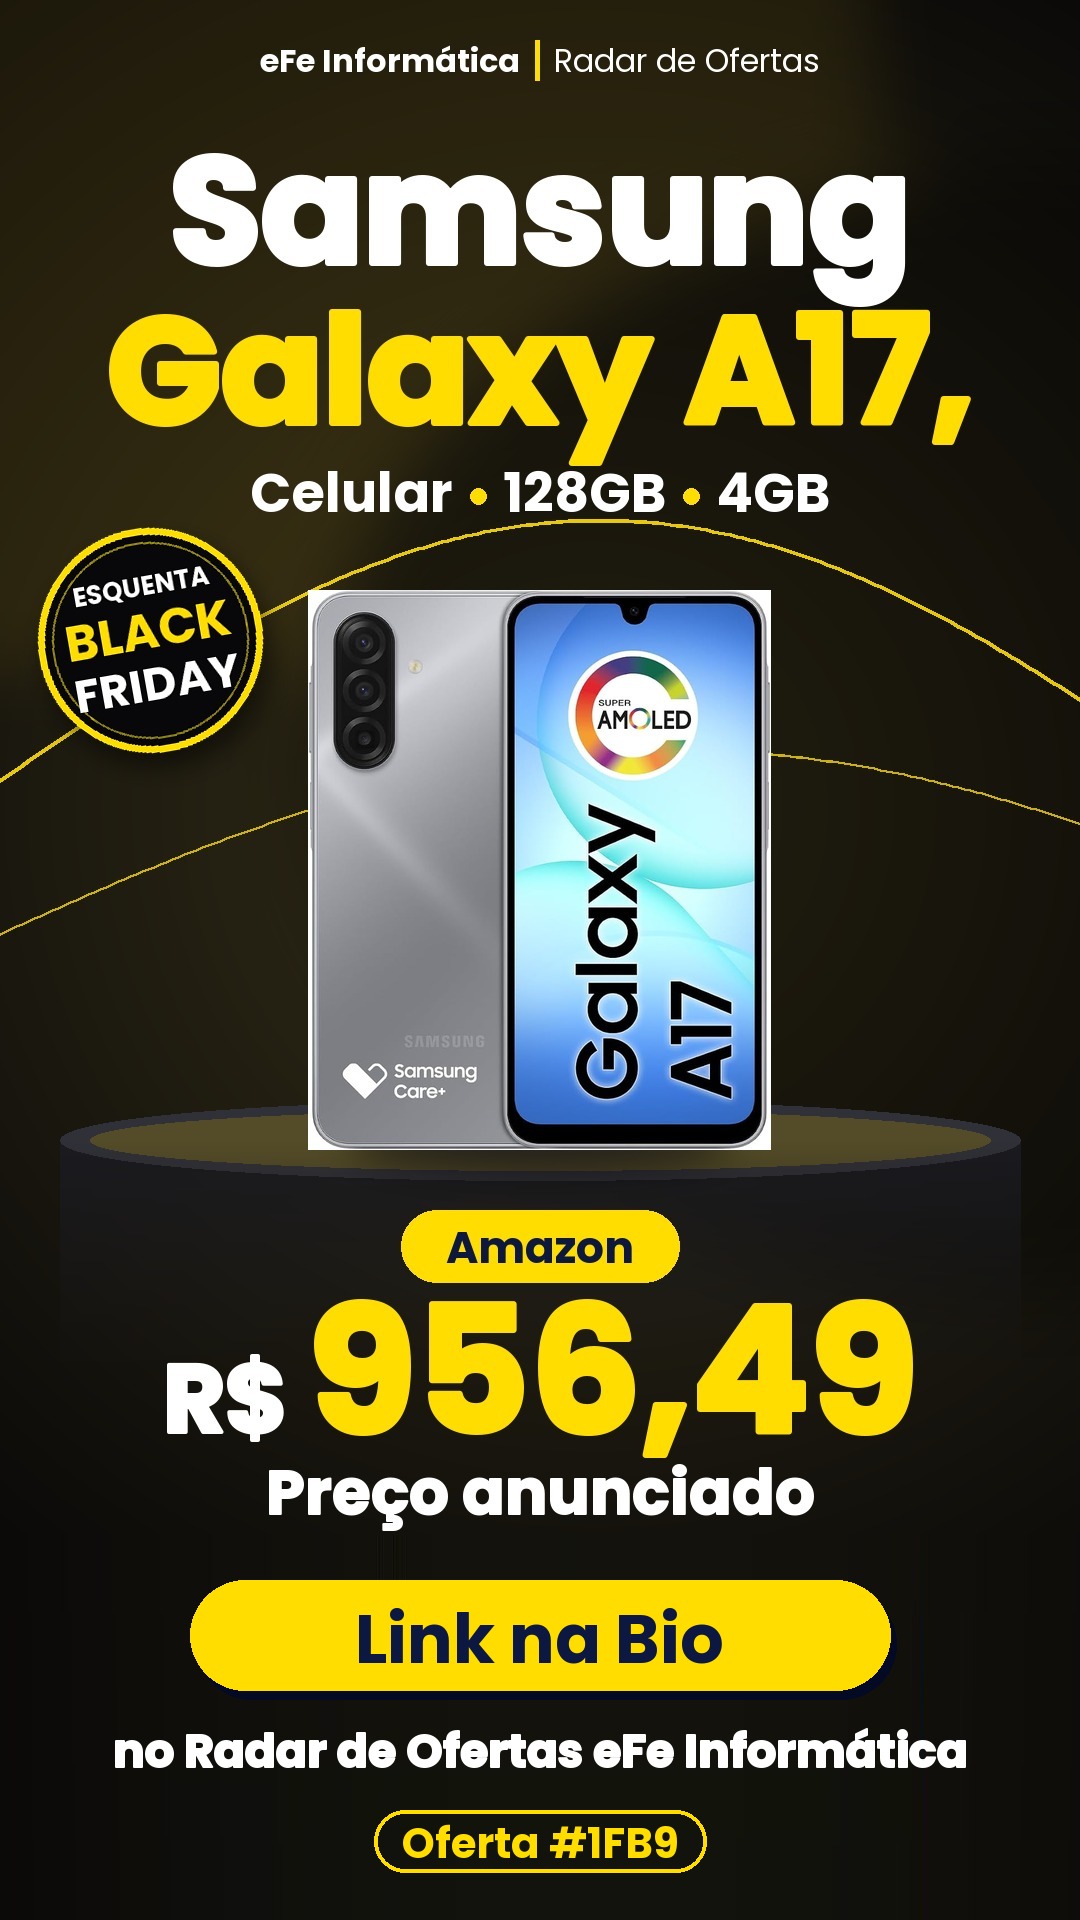 eFe Informática | Radar de Ofertas
Samsung
Galaxy A17,
Celular • 128GB • 4GB
ESQUENTA
BLACK
FRIDAY
SUPER
AMOLED
Galaxy
A17
SAMSUNG
Samsung
Care+
Amazon
R$ 956,49
Preço anunciado
Link na Bio
no Radar de Ofertas eFe Informática
Oferta #1FB9